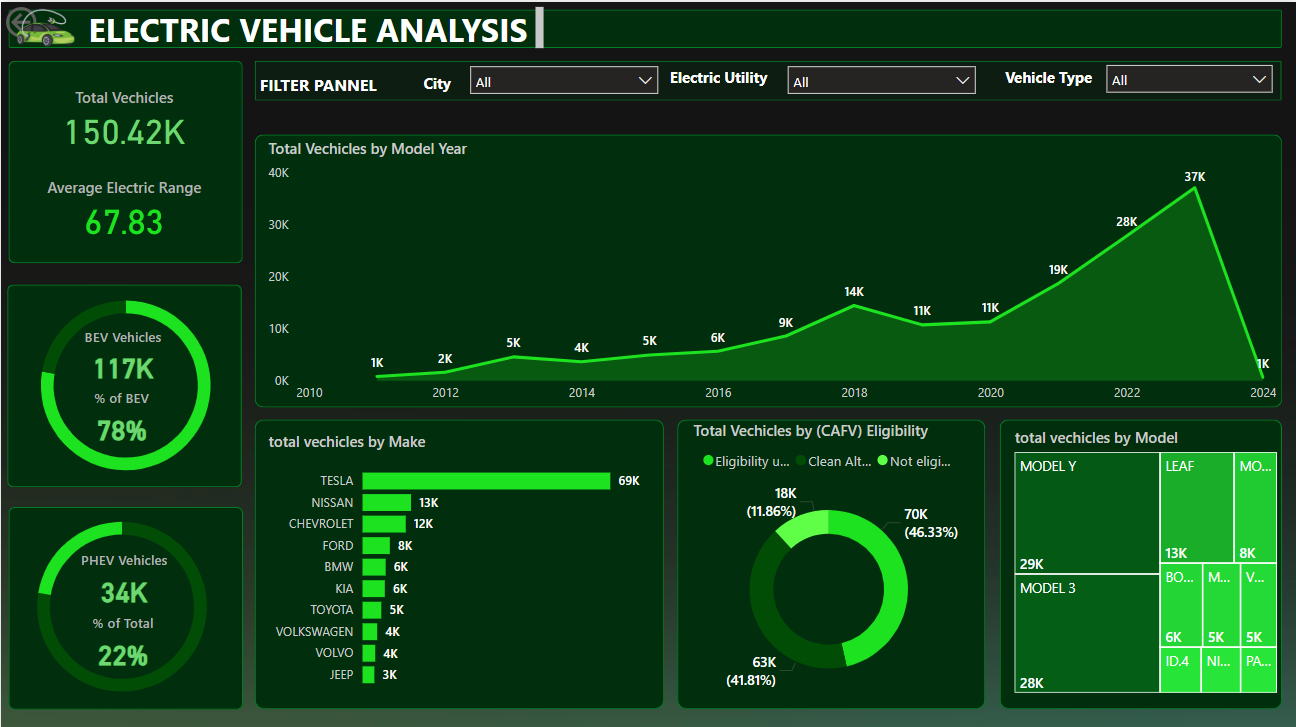 ELECTRIC VEHICLE ANALYSIS
FILTER PANNEL
City
All
Electric Utility
All
Vehicle Type
All
Total Vechicles
150.42K
Average Electric Range
67.83
BEV Vehicles
117K
% of BEV
78%
PHEV Vehicles
34K
% of Total
22%
Total Vechicles by Model Year
40K
30K
20K
10K
0K
1K
2K
5K
4K
5K
6K
9K
14K
11K
11K
19K
28K
37K
1K
2010
2012
2014
2016
2018
2020
2022
2024
total vechicles by Make
TESLA 69K
NISSAN 13K
CHEVROLET 12K
FORD 8K
BMW 6K
KIA 6K
TOYOTA 5K
VOLKSWAGEN 4K
VOLVO 4K
JEEP 3K
Total Vechicles by (CAFV) Eligibility
Eligibility u... Clean Alt... Not eligi...
18K
(11.86%)
70K
(46.33%)
63K
(41.81%)
total vechicles by Model
MODEL Y
29K
MODEL 3
28K
LEAF
13K
MO...
8K
BO...
6K
M...
5K
V...
5K
ID.4
NI...
PA...